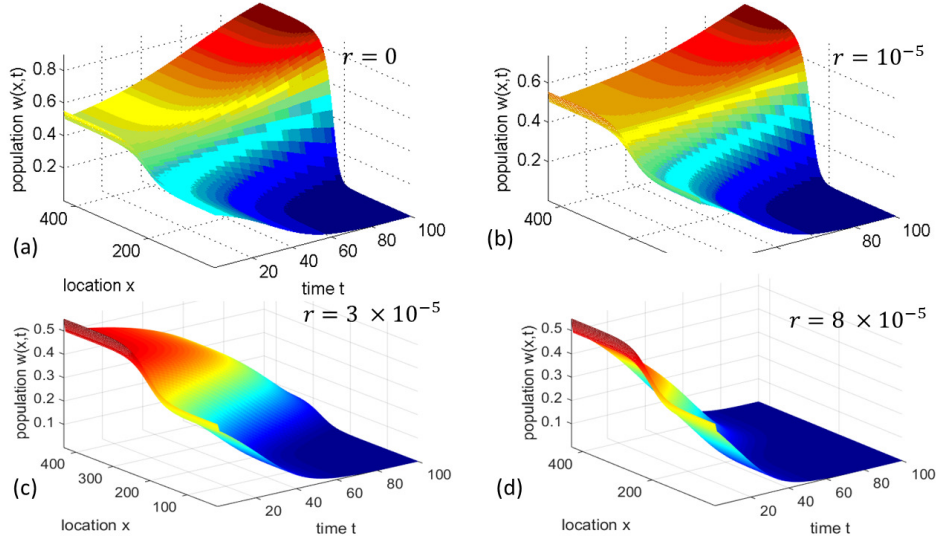 r = 0
population w(x,t)
0.8
0.6
0.4
0.2
400
200
location x
20
40
60
80
100
time t
(a)
r = 10⁻⁵
population w(x,t)
0.6
0.4
0.2
400
80
100
(b)
r = 3 × 10⁻⁵
population w(x,t)
0.5
0.4
0.3
0.2
0.1
400
300
200
100
location x
20
40
60
80
100
time t
(c)
r = 8 × 10⁻⁵
population w(x,t)
0.5
0.4
0.3
0.2
0.1
400
200
location x
20
40
60
80
100
time t
(d)